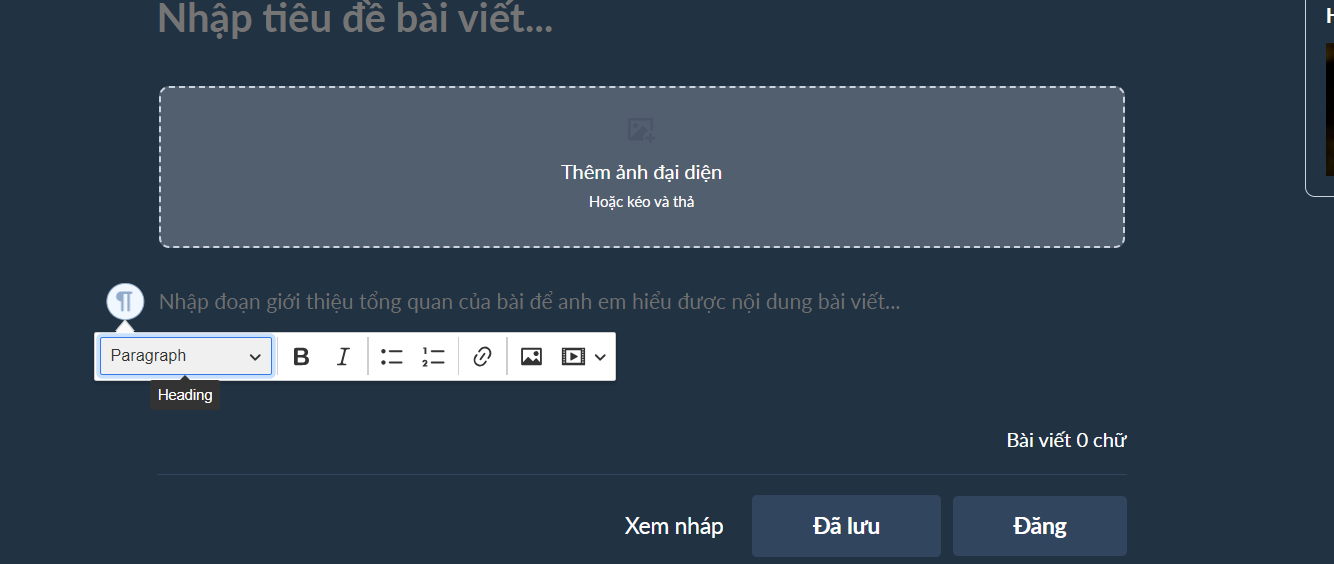 Nhập tiêu đề bài viết...
Thêm ảnh đại diện
Hoặc kéo và thả
Nhập đoạn giới thiệu tổng quan của bài để anh em hiểu được nội dung bài viết...
Paragraph
Heading
Bài viết 0 chữ
Xem nháp
Đã lưu
Đăng